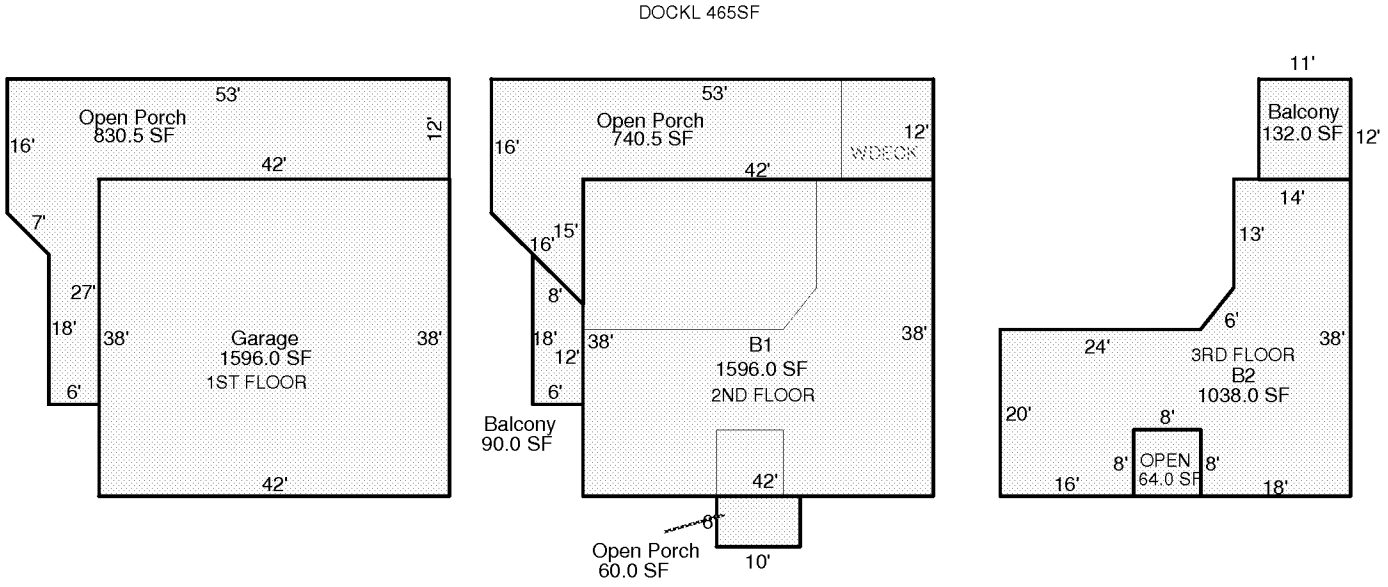 DOCKL 465SF
53'
Open Porch
830.5 SF
16'
12'
42'
7'
27'
18'
38'
38'
Garage
1596.0 SF
1ST FLOOR
6'
42'
53'
Open Porch
740.5 SF
16'
12'
WDECK
42'
15'
16'
8'
18'
38'
38'
12'
B1
1596.0 SF
2ND FLOOR
6'
Balcony
90.0 SF
42'
8'
Open Porch
60.0 SF
10'
11'
Balcony
132.0 SF
12'
14'
13'
6'
24'
38'
3RD FLOOR
B2
1038.0 SF
20'
8'
8'
OPEN
8'
64.0 SF
16'
18'